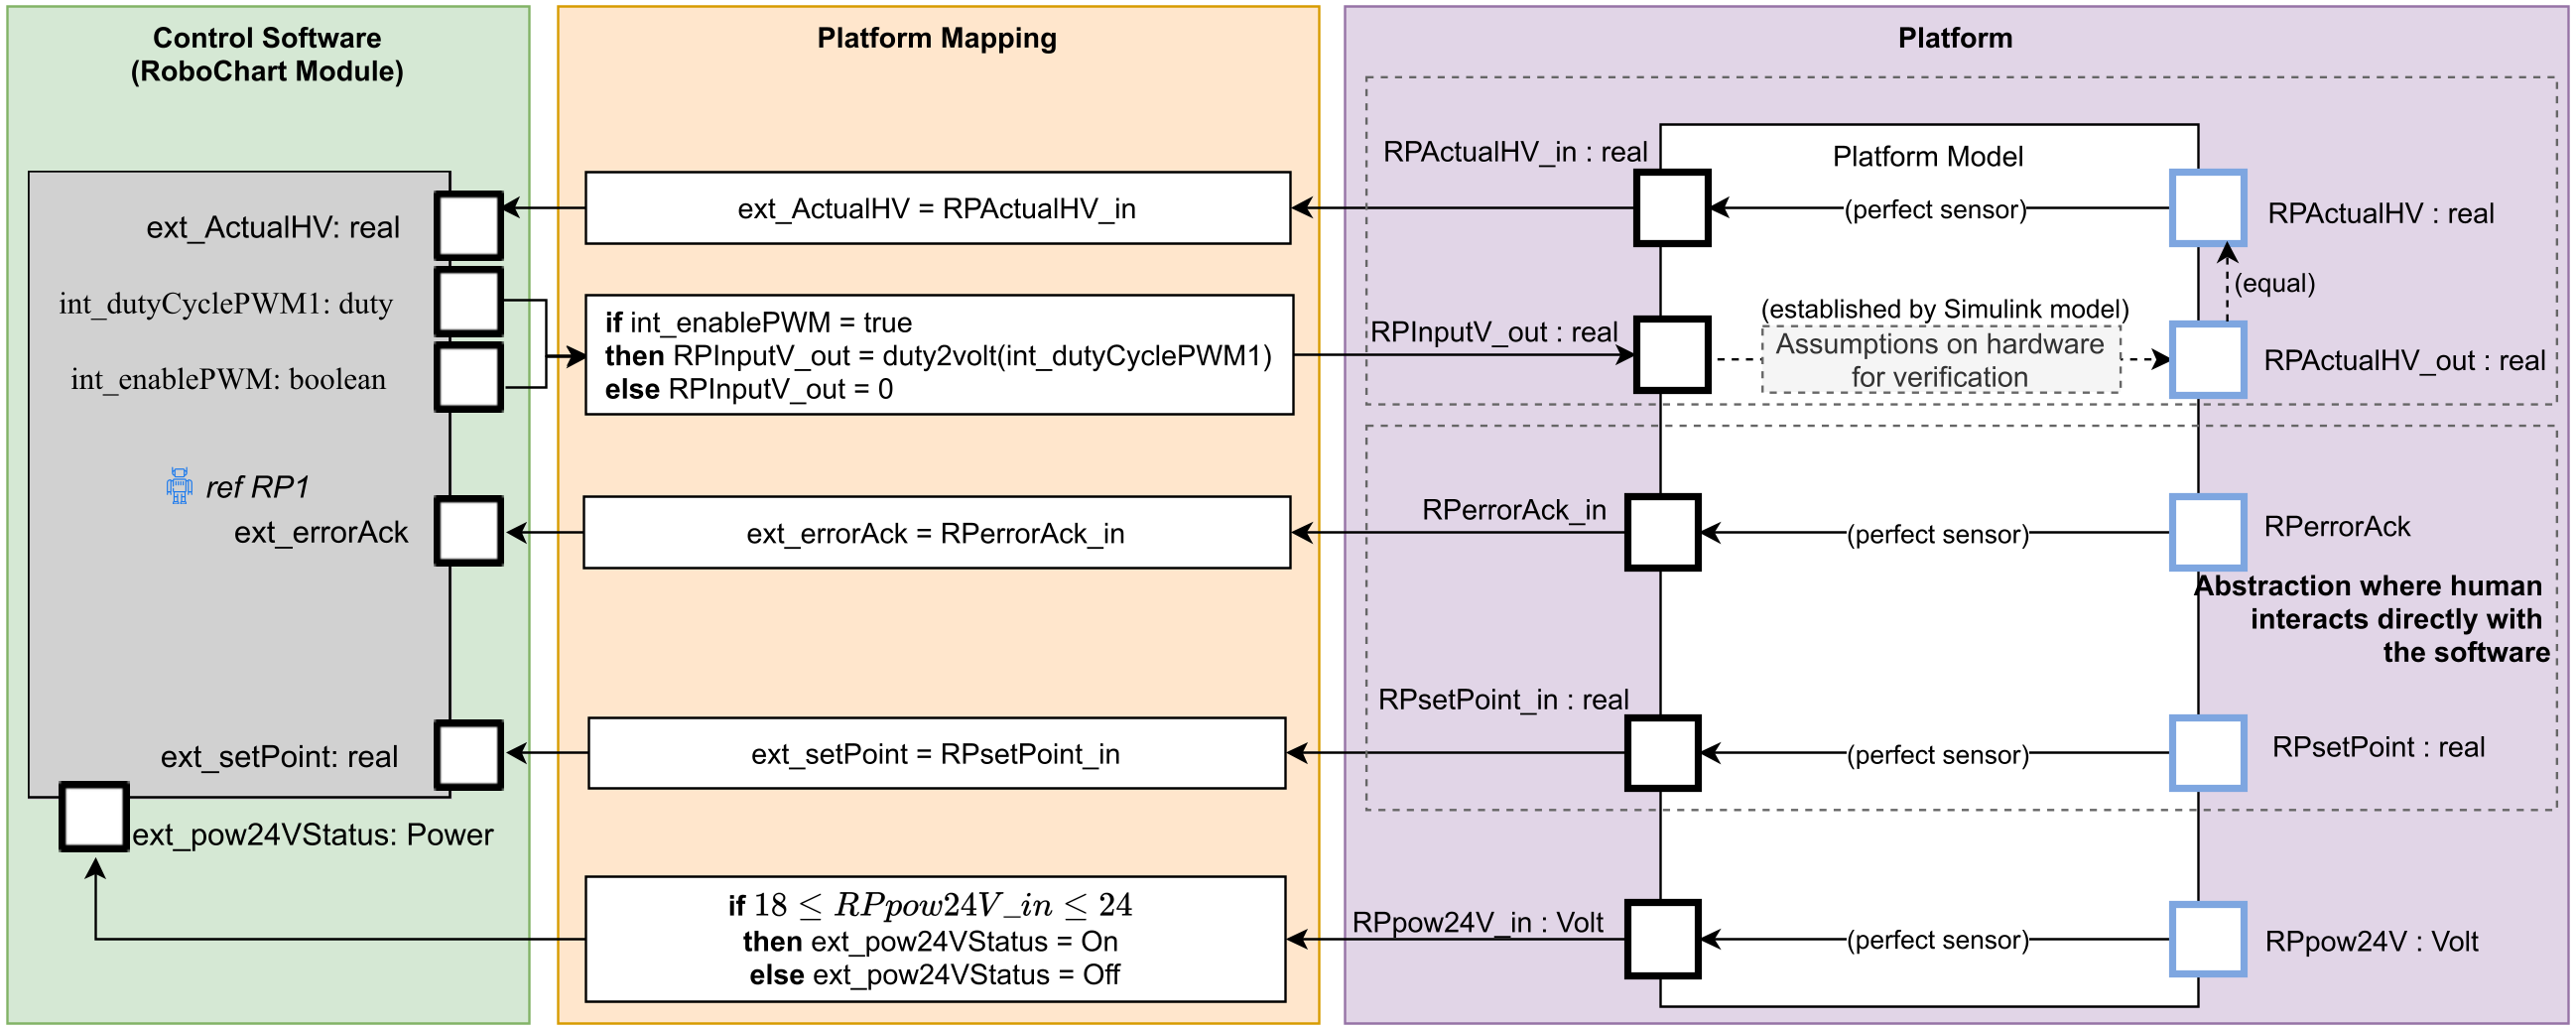 Control Software
(RoboChart Module)
ext_ActualHV: real
int_dutyCyclePWM1: duty
int_enablePWM: boolean
ref RP1
ext_errorAck
ext_setPoint: real
ext_pow24VStatus: Power
Platform Mapping
ext_ActualHV = RPActualHV_in
if int_enablePWM = true
then RPInputV_out = duty2volt(int_dutyCyclePWM1)
else RPInputV_out = 0
ext_errorAck = RPerrorAck_in
ext_setPoint = RPsetPoint_in
if 18 ≤ RPpow24V_in ≤ 24
then ext_pow24VStatus = On
else ext_pow24VStatus = Off
Platform
RPActualHV_in : real
Platform Model
(perfect sensor)
RPActualHV : real
(equal)
RPInputV_out : real
(established by Simulink model)
Assumptions on hardware
for verification
RPActualHV_out : real
RPerrorAck_in
(perfect sensor)
RPerrorAck
Abstraction where human
interacts directly with
the software
RPsetPoint_in : real
(perfect sensor)
RPsetPoint : real
RPpow24V_in : Volt
(perfect sensor)
RPpow24V : Volt